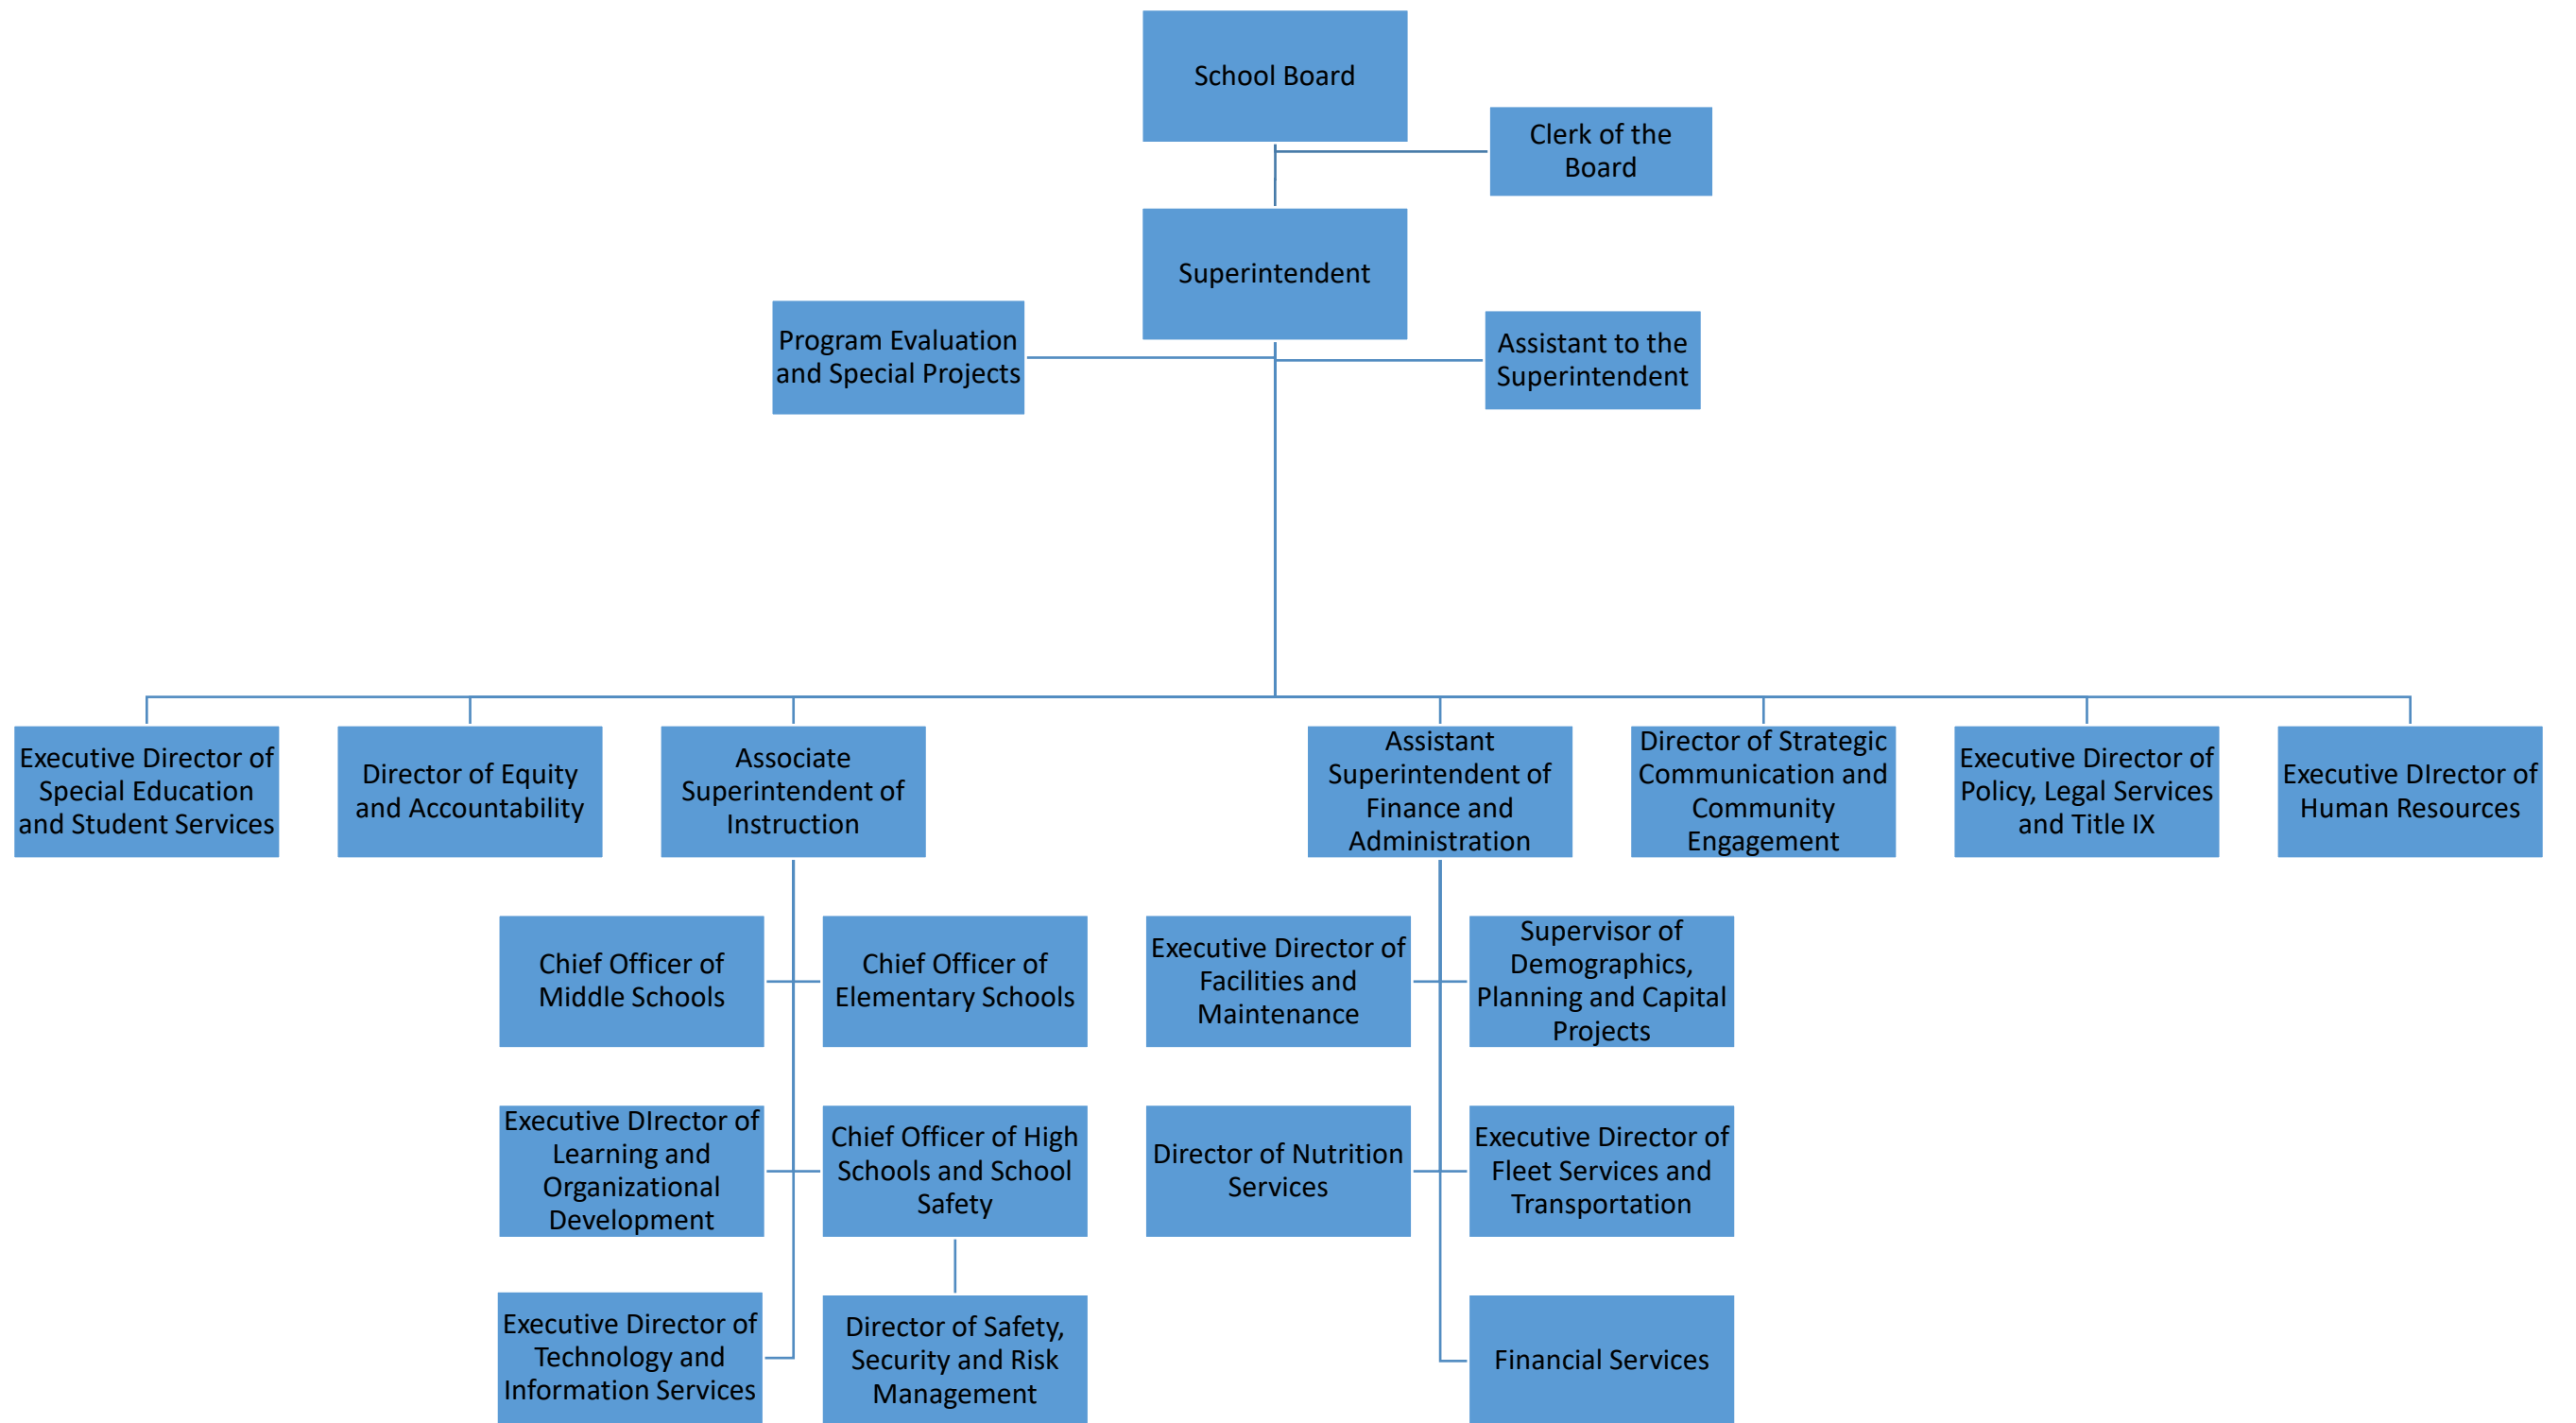 School Board
Clerk of the
Board
Superintendent
Program Evaluation
and Special Projects
Assistant to the
Superintendent
Executive Director of
Special Education
and Student Services
Director of Equity
and Accountability
Associate
Superintendent of
Instruction
Assistant
Superintendent of
Finance and
Administration
Director of Strategic
Communication and
Community
Engagement
Executive Director of
Policy, Legal Services
and Title IX
Executive DIrector of
Human Resources
Chief Officer of
Middle Schools
Chief Officer of
Elementary Schools
Executive Director of
Facilities and
Maintenance
Supervisor of
Demographics,
Planning and Capital
Projects
Executive DIrector of
Learning and
Organizational
Development
Chief Officer of High
Schools and School
Safety
Director of Nutrition
Services
Executive Director of
Fleet Services and
Transportation
Executive Director of
Technology and
Information Services
Director of Safety,
Security and Risk
Management
Financial Services